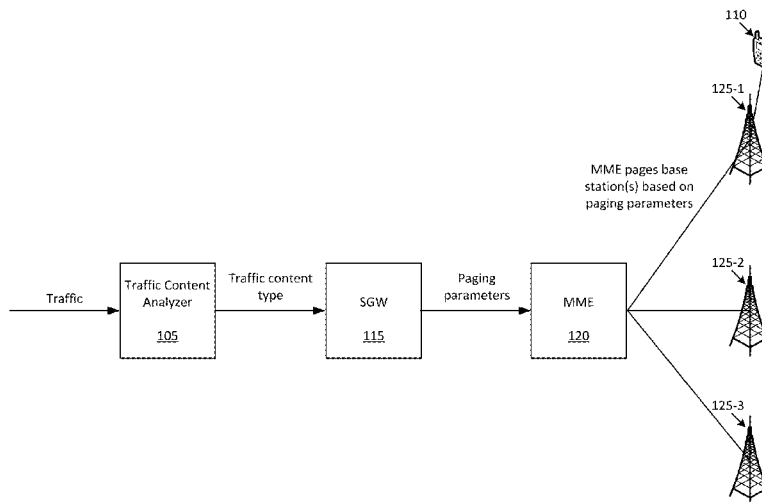 110
125-1
MME pages base
station(s) based on
paging parameters
125-2
Traffic
Traffic Content
Analyzer
105
Traffic content
type
SGW
115
Paging
parameters
MME
120
125-3